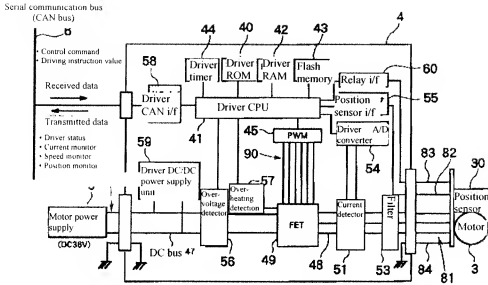 Serial communication bus
(CAN bus)
8
• Control command
• Driving instruction value
Received data
Transmitted data
• Driver status
• Current monitor
• Speed monitor
• Position monitor
44
40
42
43
4
Driver
timer
Driver
ROM
Driver
RAM
Flash
memory
60
Relay i/f
58
Driver
CAN i/f
Driver CPU
41
Position
sensor i/f
55
45
PWM
Driver A/D
converter
54
90
59
Driver DC/DC
power supply
unit
Over-
voltage
detector
Over-
heating
detection
57
83
82
30
Position
sensor
Motor power
supply
(DC36V)
DC bus
47
56
FET
49
48
Current
detector
51
Filter
53
Motor
3
84
81